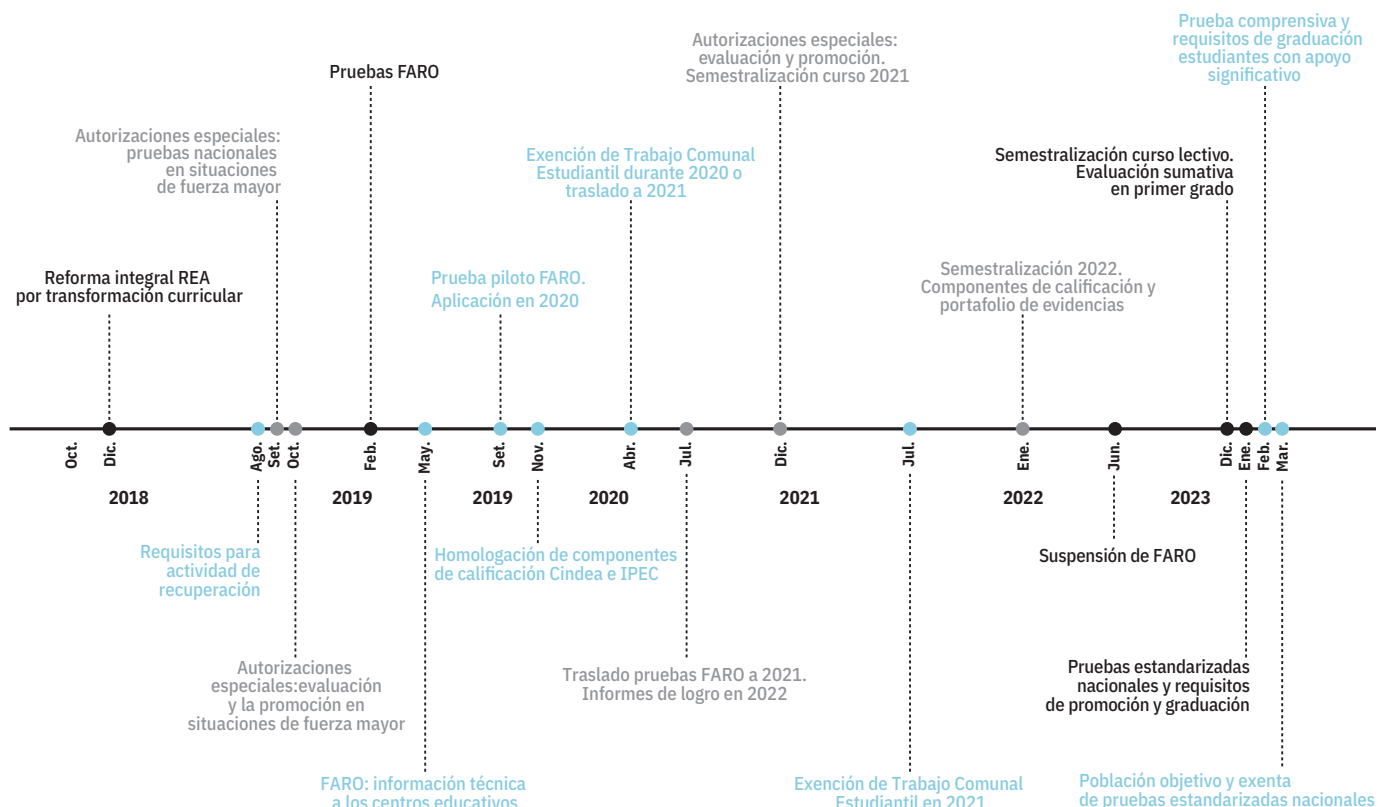 Prueba comprensiva y
requisitos de graduación
estudiantes con apoyo
significativo
Autorizaciones especiales:
evaluación y promoción.
Semestralización curso 2021
Pruebas FARO
Autorizaciones especiales:
pruebas nacionales
en situaciones
de fuerza mayor
Exención de Trabajo Comunal
Estudiantil durante 2020 o
traslado a 2021
Semestralización curso lectivo.
Evaluación sumativa
en primer grado
Reforma integral REA
por transformación curricular
Prueba piloto FARO.
Aplicación en 2020
Semestralización 2022.
Componentes de calificación y
portafolio de evidencias
Oct.
Dic.
Ago.
Set.
Oct.
Feb.
May.
Set.
Nov.
Abr.
Jul.
Dic.
Jul.
Ene.
Jun.
Dic.
Ene.
Feb.
Mar.
2018
2019
2019
2020
2021
2022
2023
Requisitos para
actividad de
recuperación
Homologación de componentes
de calificación Cindea e IPEC
Suspensión de FARO
Autorizaciones
especiales:evaluación
y la promoción en
situaciones de fuerza mayor
Traslado pruebas FARO a 2021.
Informes de logro en 2022
Pruebas estandarizadas
nacionales y requisitos
de promoción y graduación
FARO: información técnica
a los centros educativos
Exención de Trabajo Comunal
Estudiantil en 2021
Población objetivo y exenta
de pruebas estandarizadas nacionales